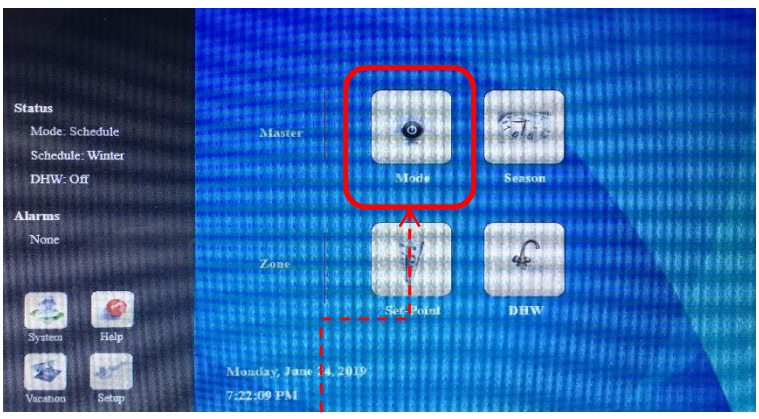 Status
Mode: Schedule
Schedule: Winter
DHW: Off
Alarms
None
System
Help
Vacation
Setup
Master
Mode
Season
Zone
Set-Point
DHW
Monday, June 24, 2019
7:22:09 PM